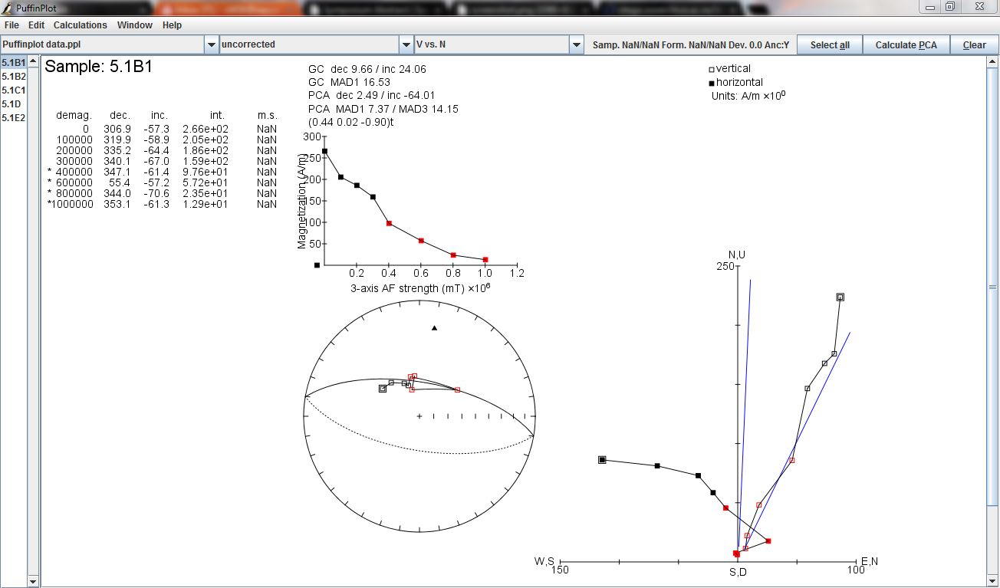 PuffinPlot
File Edit Calculations Window Help
Puffinplot data.ppl uncorrected V vs. N Samp. NaN/NaN Form. NaN/NaN Dev. 0.0 Anc:Y Select all Calculate PCA Clear
5.1B1
5.1B2
5.1C1
5.1D
5.1E2
Sample: 5.1B1
demag. dec. inc. int. m.s.
0 306.9 -57.3 2.66e+02 NaN
100000 319.9 -58.9 2.05e+02 NaN
200000 335.2 -64.4 1.86e+02 NaN
300000 340.1 -67.0 1.59e+02 NaN
* 400000 347.1 -61.4 9.76e+01 NaN
* 600000 55.4 -57.2 5.72e+01 NaN
* 800000 344.0 -70.6 2.35e+01 NaN
*1000000 353.1 -61.3 1.29e+01 NaN
GC dec 9.66 / inc 24.06
GC MAD1 16.53
PCA dec 2.49 / inc -64.01
PCA MAD1 7.37 / MAD3 14.15
(0.44 0.02 -0.90)t
300
250
200
150
100
50
Magnetization (A/m)
0.2 0.4 0.6 0.8 1.0 1.2
3-axis AF strength (mT) ×10⁶
vertical
horizontal
Units: A/m ×10⁰
N,U
250
W,S E,N
150 S,D 100